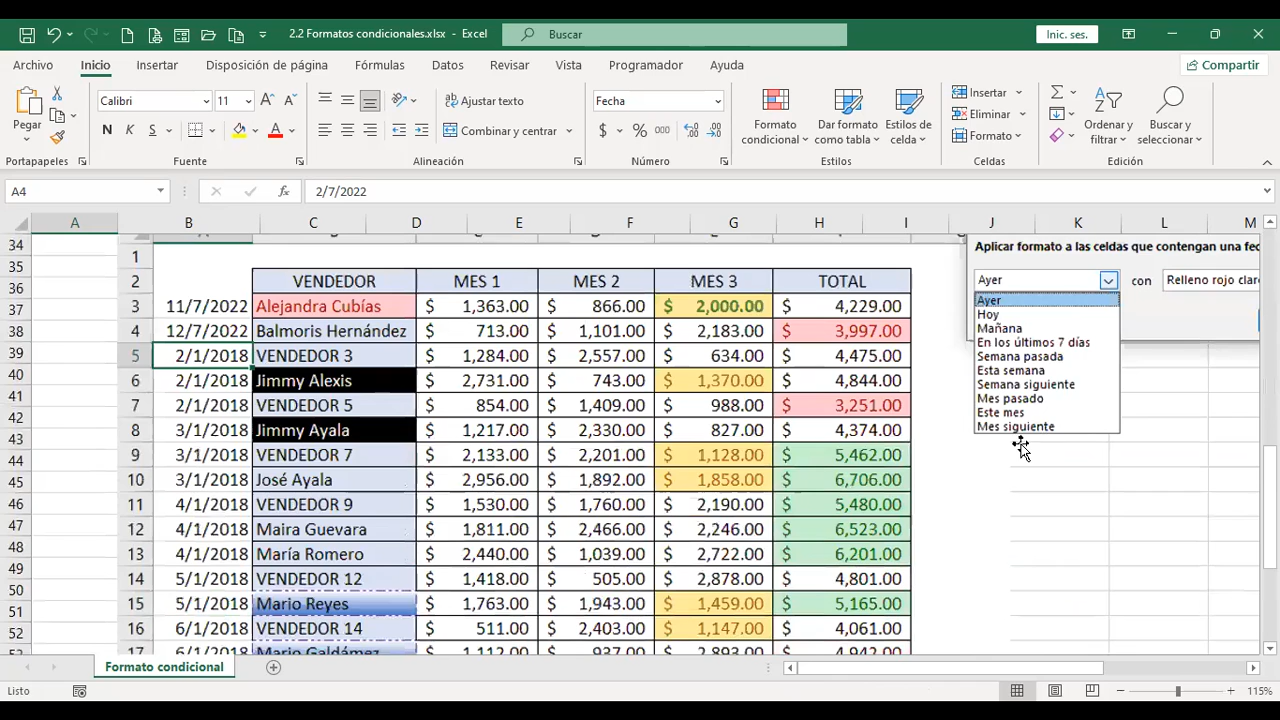 2.2 Formatos condicionales.xlsx - Excel
Buscar
Inic. ses.
Archivo Inicio Insertar Disposición de página Fórmulas Datos Revisar Vista Programador Ayuda Compartir
Pegar
Portapapeles
Calibri 11
N K S
Fuente
Ajustar texto
Combinar y centrar
Alineación
Fecha
$ % 000
Número
Formato condicional
Dar formato como tabla
Estilos de celda
Estilos
Insertar
Eliminar
Formato
Celdas
Ordenar y filtrar
Buscar y seleccionar
Edición
A4 fx 2/7/2022
A B C D E F G H I J K L M
34
35
36
37
38
39
40
41
42
43
44
45
46
47
48
49
50
51
52
1
2 VENDEDOR MES 1 MES 2 MES 3 TOTAL
3 11/7/2022 Alejandra Cubías $ 1,363.00 $ 866.00 $ 2,000.00 $ 4,229.00
4 12/7/2022 Balmoris Hernández $ 713.00 $ 1,101.00 $ 2,183.00 $ 3,997.00
5 2/1/2018 VENDEDOR 3 $ 1,284.00 $ 2,557.00 $ 634.00 $ 4,475.00
6 2/1/2018 Jimmy Alexis $ 2,731.00 $ 743.00 $ 1,370.00 $ 4,844.00
7 2/1/2018 VENDEDOR 5 $ 854.00 $ 1,409.00 $ 988.00 $ 3,251.00
8 3/1/2018 Jimmy Ayala $ 1,217.00 $ 2,330.00 $ 827.00 $ 4,374.00
9 3/1/2018 VENDEDOR 7 $ 2,133.00 $ 2,201.00 $ 1,128.00 $ 5,462.00
10 3/1/2018 José Ayala $ 2,956.00 $ 1,892.00 $ 1,858.00 $ 6,706.00
11 4/1/2018 VENDEDOR 9 $ 1,530.00 $ 1,760.00 $ 2,190.00 $ 5,480.00
12 4/1/2018 Maira Guevara $ 1,811.00 $ 2,466.00 $ 2,246.00 $ 6,523.00
13 4/1/2018 María Romero $ 2,440.00 $ 1,039.00 $ 2,722.00 $ 6,201.00
14 5/1/2018 VENDEDOR 12 $ 1,418.00 $ 505.00 $ 2,878.00 $ 4,801.00
15 5/1/2018 Mario Reyes $ 1,763.00 $ 1,943.00 $ 1,459.00 $ 5,165.00
16 6/1/2018 VENDEDOR 14 $ 511.00 $ 2,403.00 $ 1,147.00 $ 4,061.00
17 6/1/2018 Mario Galdámez $ 1,112.00 $ 937.00 $ 2,893.00 $ 4,942.00
Aplicar formato a las celdas que contengan una fec
Ayer con Relleno rojo claro
Ayer
Hoy
Mañana
En los últimos 7 días
Semana pasada
Esta semana
Semana siguiente
Mes pasado
Este mes
Mes siguiente
Formato condicional
Listo 115%